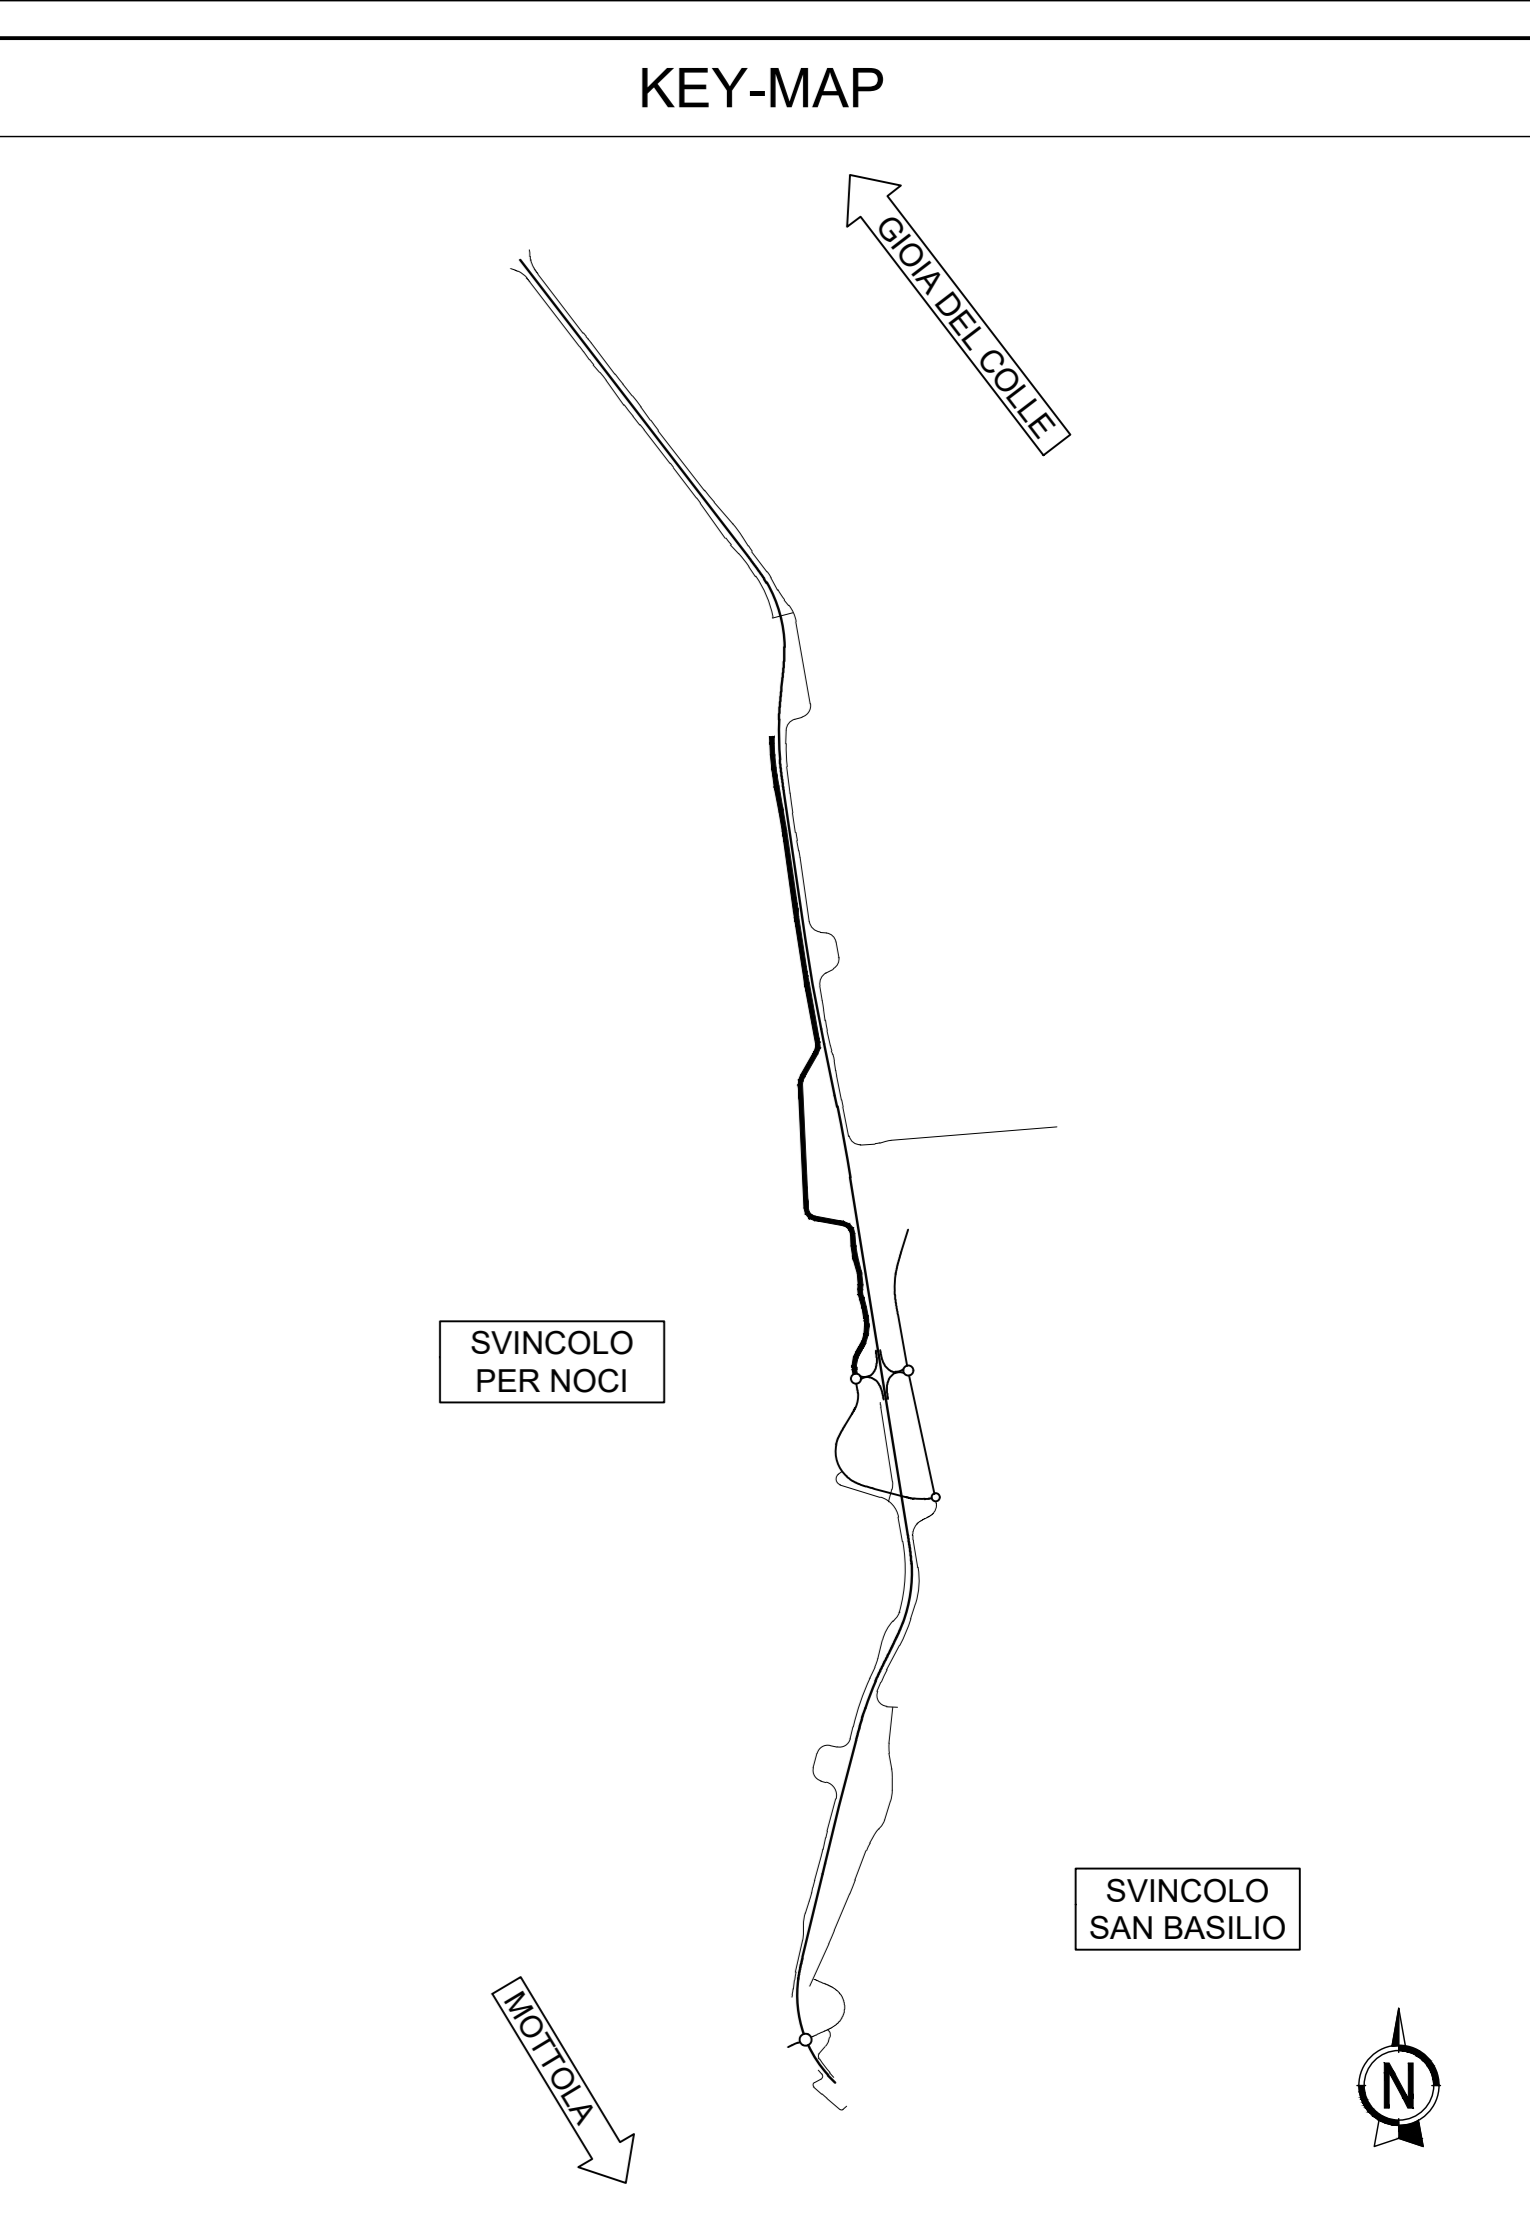 KEY-MAP
GIOIA DEL COLLE
SVINCOLO
PER NOCI
SVINCOLO
SAN BASILIO
MOTTOLA
N